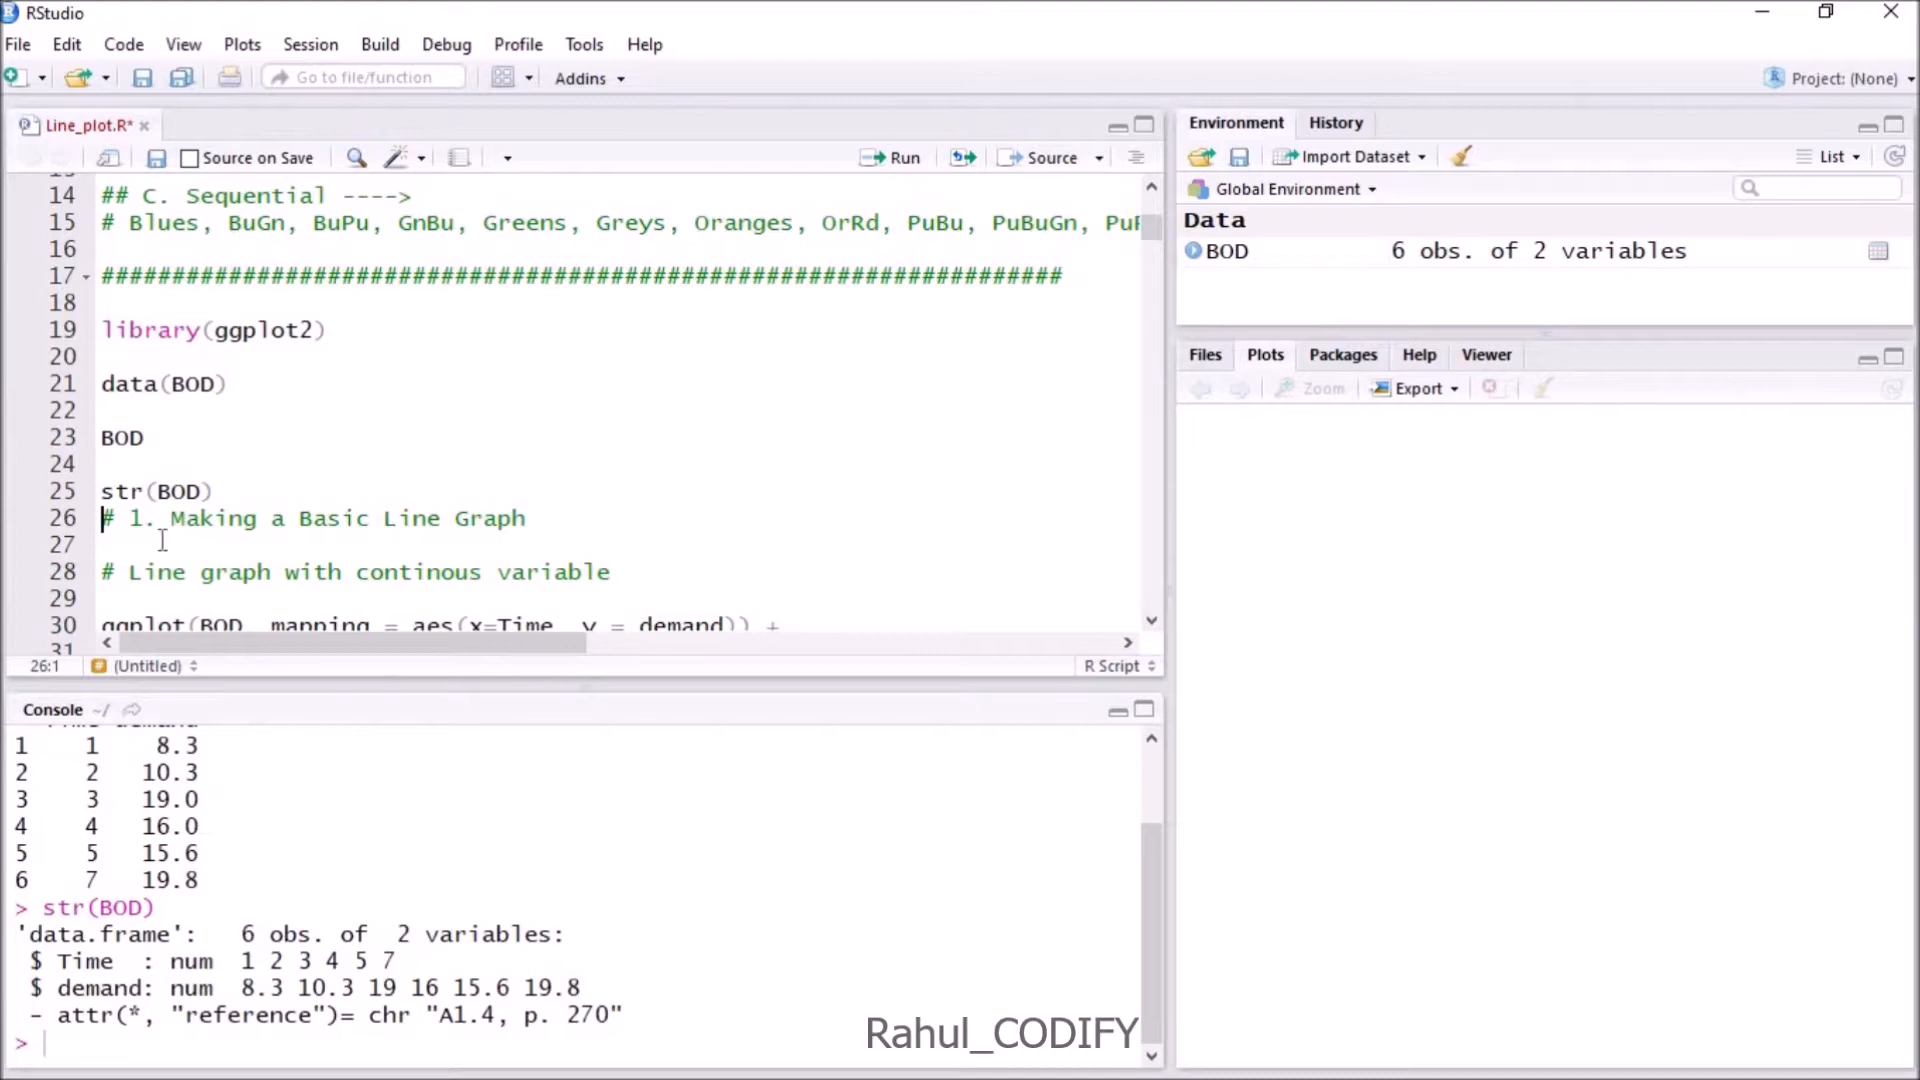 RStudio
File Edit Code View Plots Session Build Debug Profile Tools Help
Go to file/function Addins Project: (None)
Line_plot.R*
Source on Save Run Source
14 ## C. Sequential ---->
15 # Blues, BuGn, BuPu, GnBu, Greens, Greys, Oranges, OrRd, PuBu, PuBuGn,
16
17 ####################################################################
18
19 library(ggplot2)
20
21 data(BOD)
22
23 BOD
24
25 str(BOD)
26 # 1. Making a Basic Line Graph
27
28 # Line graph with continous variable
29
30 ggplot(BOD, mapping = aes(x=Time, y = demand)) +
31
26:1 (Untitled) R Script
Console ~/
1 1 8.3
2 2 10.3
3 3 19.0
4 4 16.0
5 5 15.6
6 7 19.8
> str(BOD)
'data.frame': 6 obs. of 2 variables:
$ Time : num 1 2 3 4 5 7
$ demand: num 8.3 10.3 19 16 15.6 19.8
- attr(*, "reference")= chr "A1.4, p. 270"
>
Environment History
Import Dataset List
Global Environment
Data
BOD 6 obs. of 2 variables
Files Plots Packages Help Viewer
Zoom Export
Rahul_CODIFY